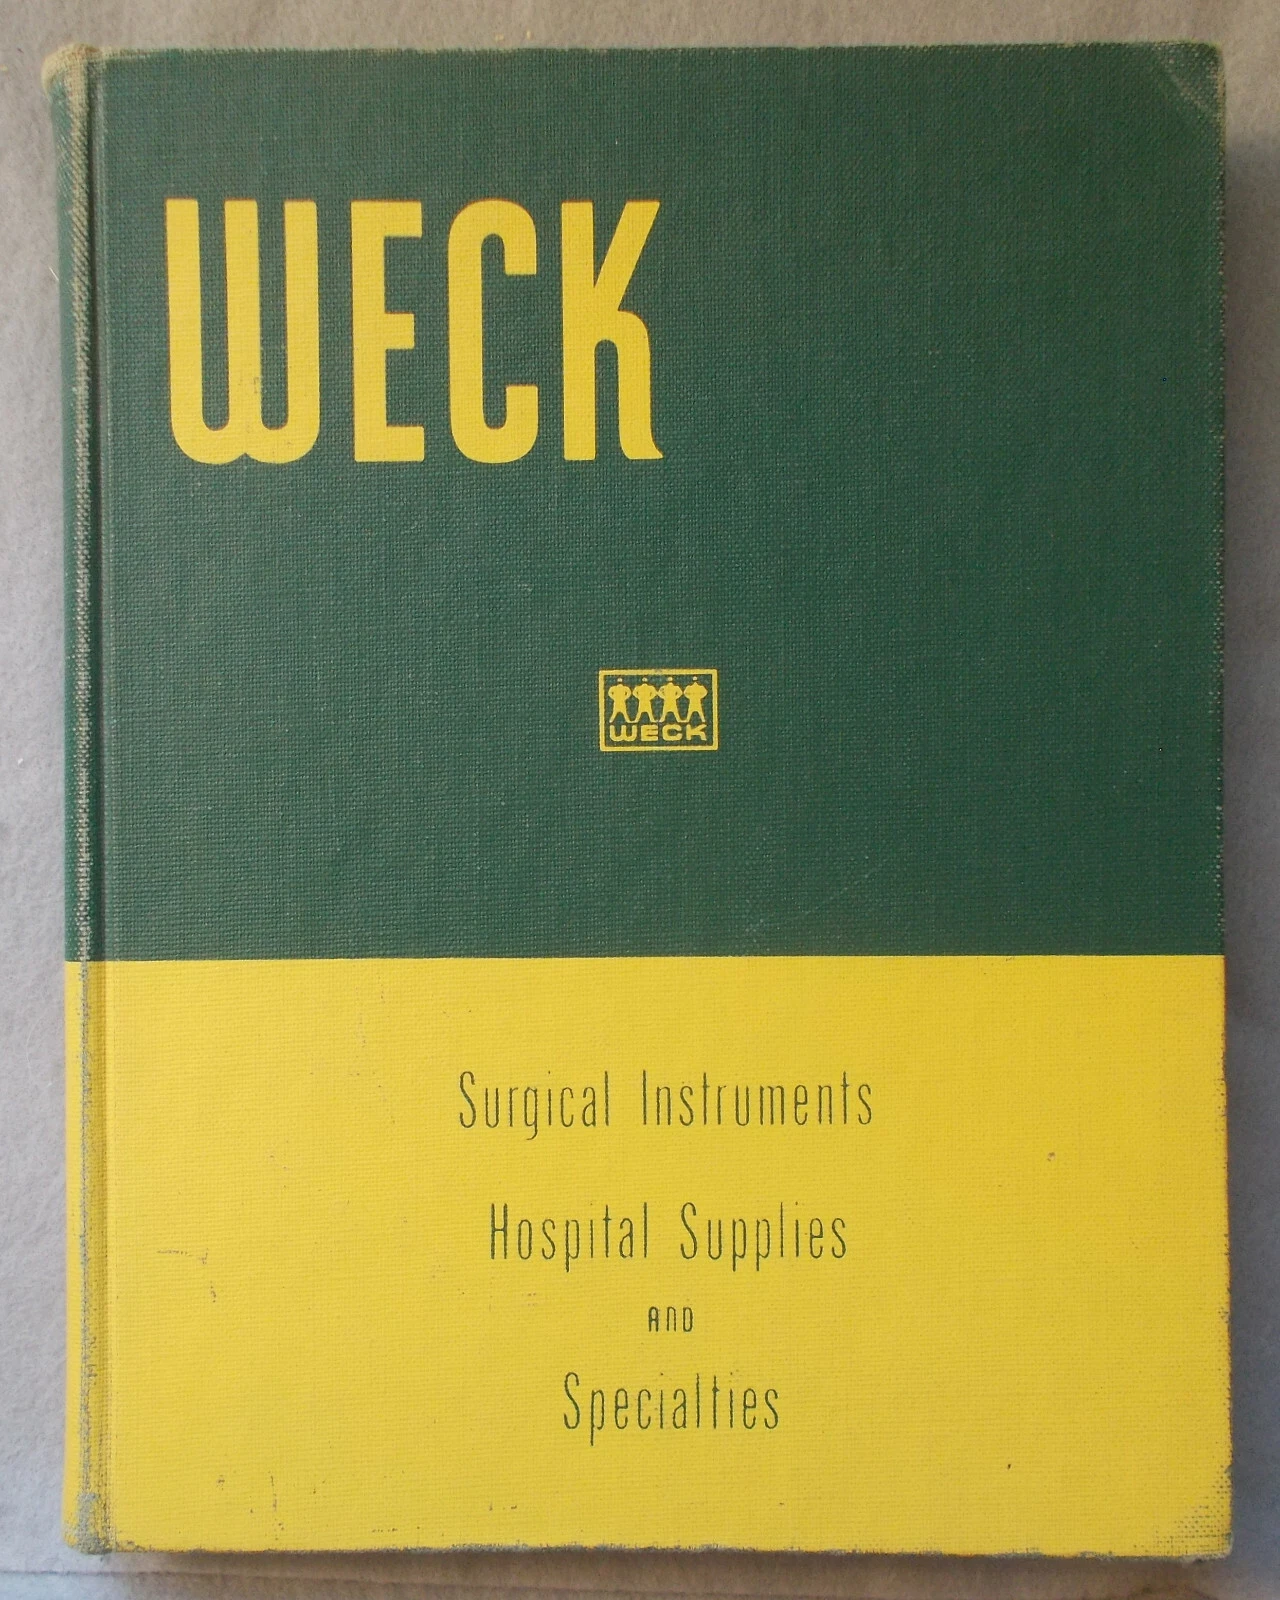 WECK
WECK
Surgical Instruments
Hospital Supplies
AND
Specialties